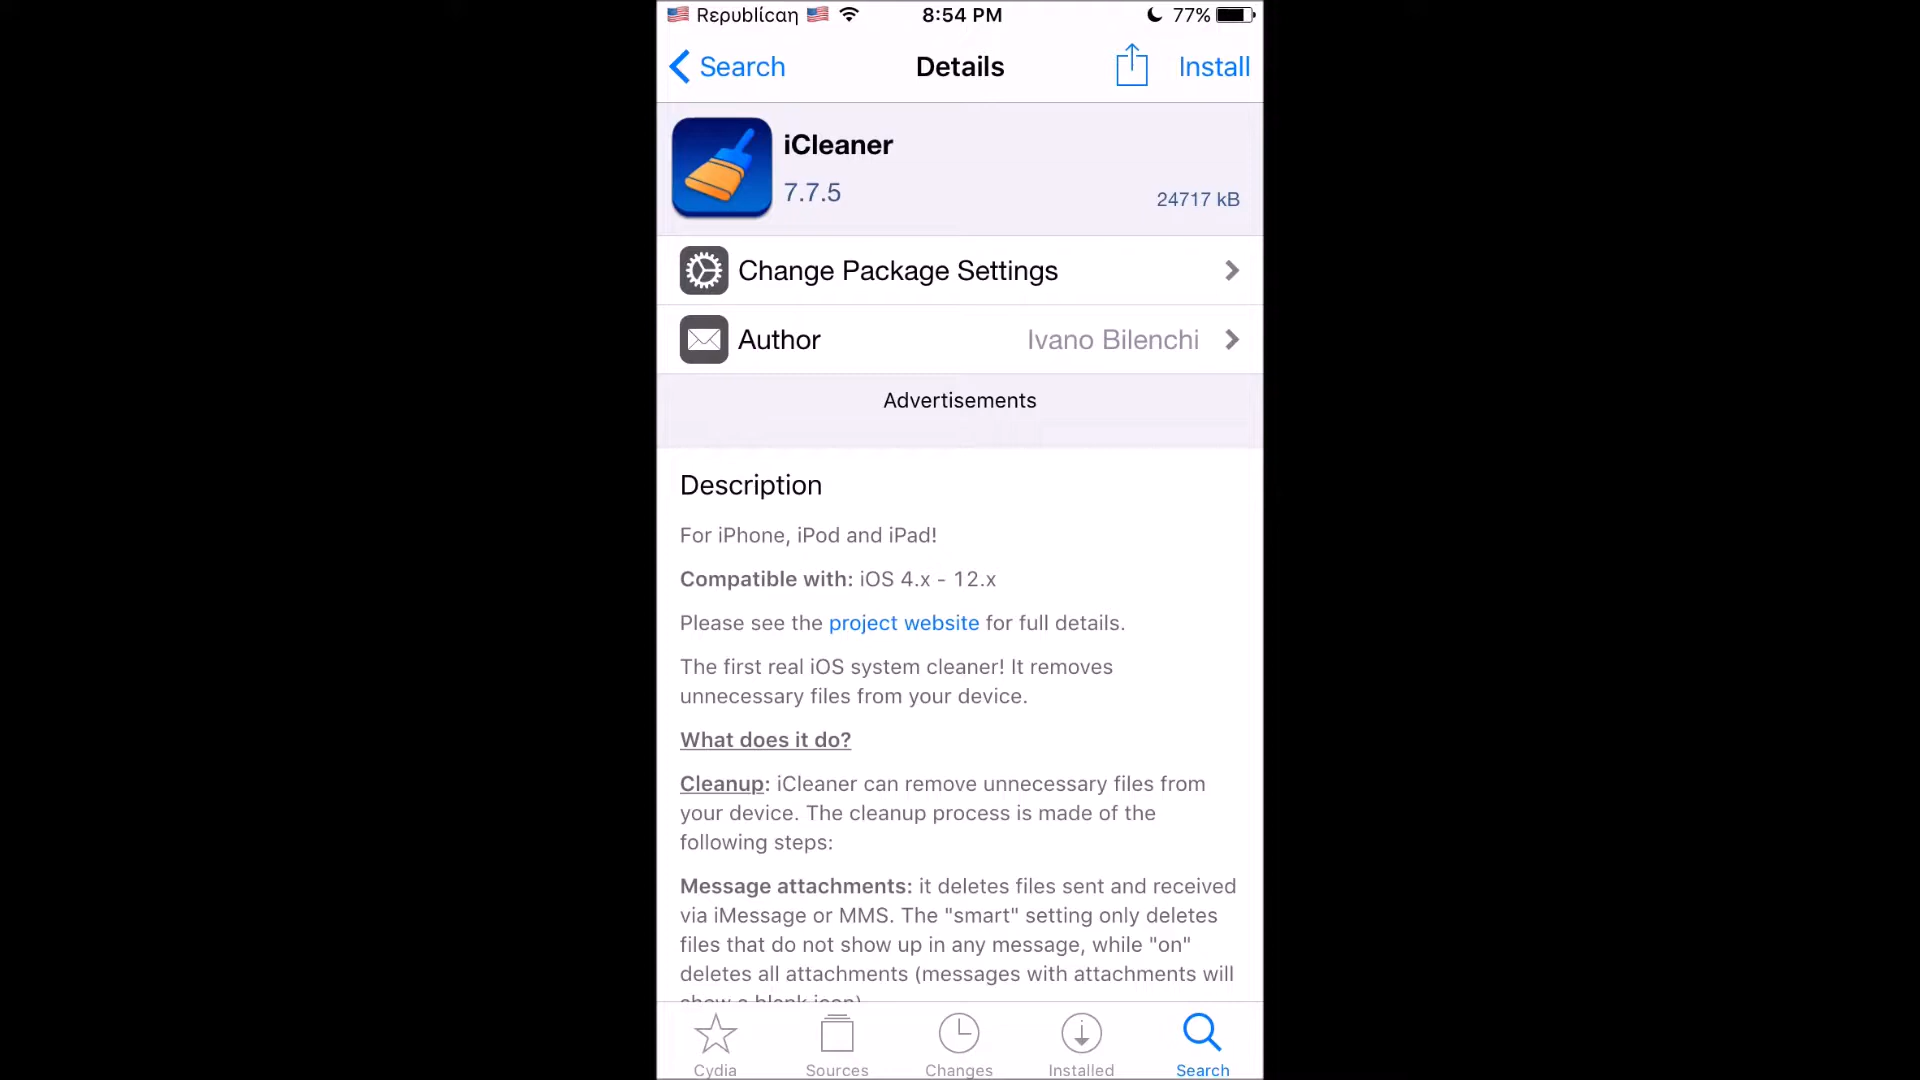 🇺🇸 Rερυblícαη 🇺🇸 8:54 PM 77%
Search Details Install
iCleaner
7.7.5 24717 kB
Change Package Settings
Author Ivano Bilenchi
Advertisements
Description
For iPhone, iPod and iPad!
Compatible with: iOS 4.x - 12.x
Please see the project website for full details.
The first real iOS system cleaner! It removes
unnecessary files from your device.
What does it do?
Cleanup: iCleaner can remove unnecessary files from
your device. The cleanup process is made of the
following steps:
Message attachments: it deletes files sent and received
via iMessage or MMS. The "smart" setting only deletes
files that do not show up in any message, while "on"
deletes all attachments (messages with attachments will
show a blank icon)
Cydia Sources Changes Installed Search